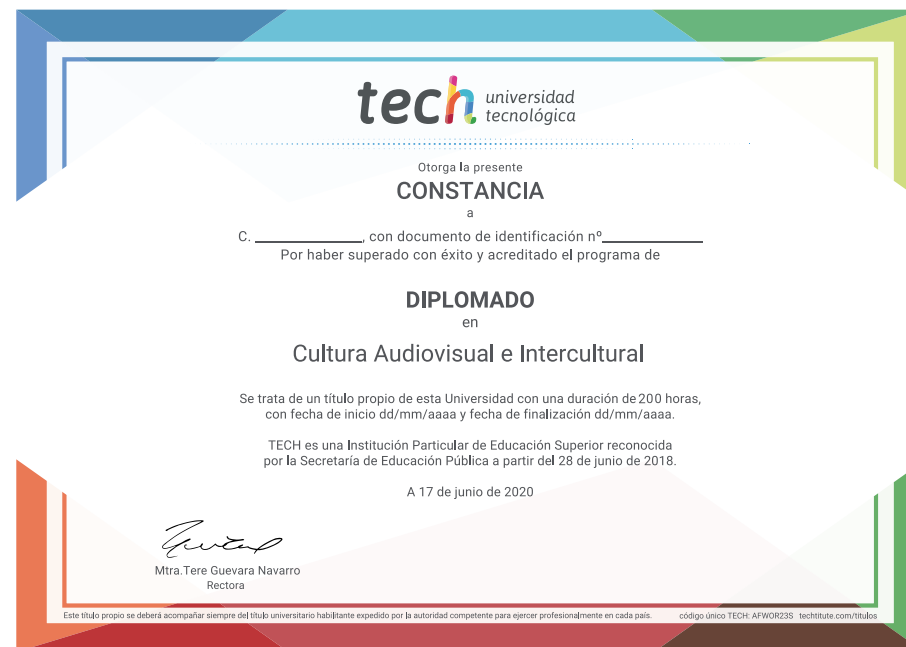 tech universidad
tecnológica
Otorga la presente
CONSTANCIA
a
C. ____________, con documento de identificación nº____________
Por haber superado con éxito y acreditado el programa de
DIPLOMADO
en
Cultura Audiovisual e Intercultural
Se trata de un título propio de esta Universidad con una duración de 200 horas,
con fecha de inicio dd/mm/aaaa y fecha de finalización dd/mm/aaaa.
TECH es una Institución Particular de Educación Superior reconocida
por la Secretaría de Educación Pública a partir del 28 de junio de 2018.
A 17 de junio de 2020
Mtra.Tere Guevara Navarro
Rectora
Este título propio se deberá acompañar siempre del título universitario habilitante expedido por la autoridad competente para ejercer profesionalmente en cada país. código único TECH: AFWOR23S techtitute.com/titulos